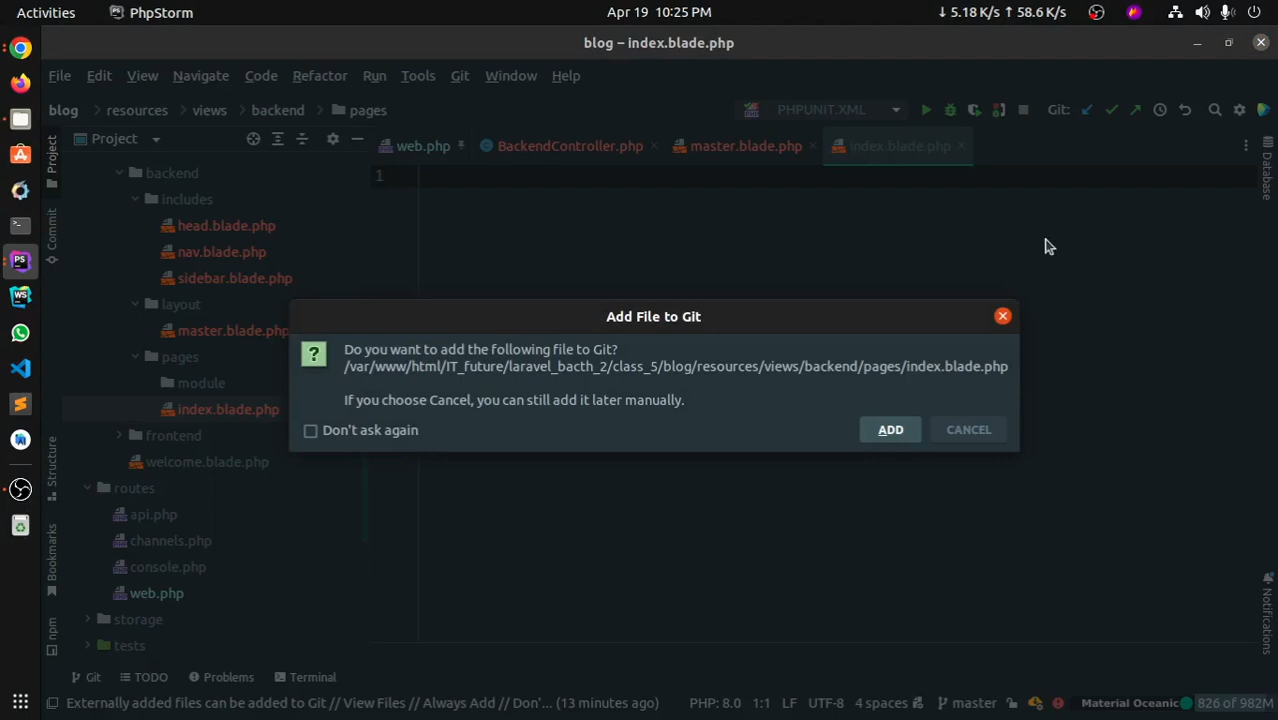 Activities PhpStorm Apr 19 10:25 PM ↓ 5.18 K/s ↑ 58.6 K/s
blog – index.blade.php
File Edit View Navigate Code Refactor Run Tools Git Window Help
blog resources views backend pages PHPUNIT.XML Git:
Project web.php BackendController.php master.blade.php index.blade.php
Project
Commit
Structure
Bookmarks
npm
backend
includes
head.blade.php
nav.blade.php
sidebar.blade.php
layout
master.blade.php
pages
module
index.blade.php
frontend
welcome.blade.php
routes
api.php
channels.php
console.php
web.php
storage
tests
1
Add File to Git
Do you want to add the following file to Git?
/var/www/html/IT_future/laravel_bacth_2/class_5/blog/resources/views/backend/pages/index.blade.php
If you choose Cancel, you can still add it later manually.
Don't ask again ADD CANCEL
Database
Notifications
Git TODO Problems Terminal
Externally added files can be added to Git // View Files // Always Add // Don'... (13 minutes ago) PHP: 8.0 1:1 LF UTF-8 4 spaces master Material Oceanic 826 of 982M